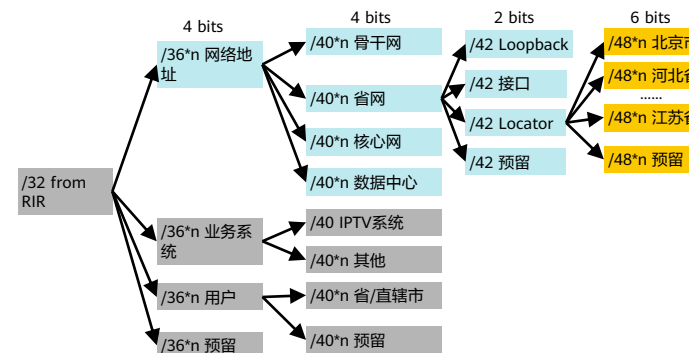 4 bits
4 bits
2 bits
6 bits
/32 from
RIR
/36*n 网络地
址
/36*n 业务系
统
/36*n 用户
/36*n 预留
/40*n 骨干网
/40*n 省网
/40*n 核心网
/40*n 数据中心
/40 IPTV系统
/40*n 其他
/40*n 省/直辖市
/40*n 预留
/42 Loopback
/42 接口
/42 Locator
/42 预留
/48*n 北京市
/48*n 河北省
......
/48*n 江苏省
/48*n 预留